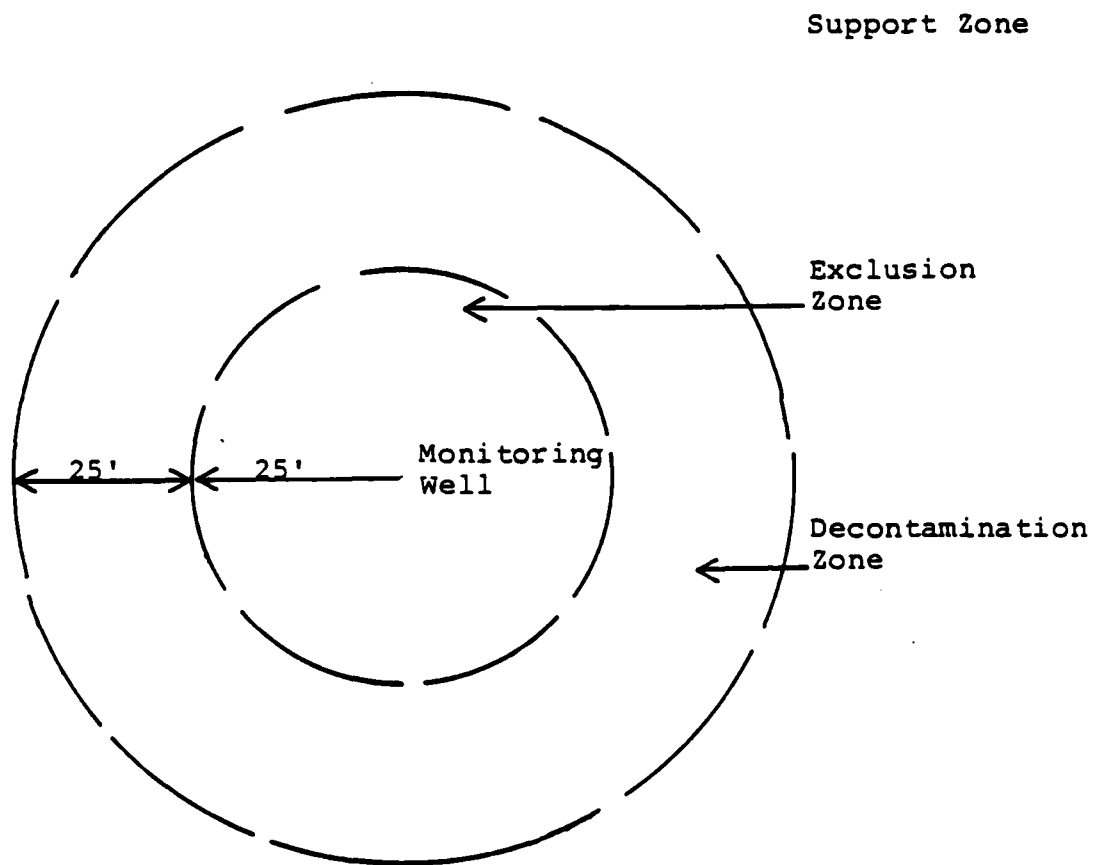 Support Zone
Exclusion
Zone
25'
25'
Monitoring
Well
Decontamination
Zone